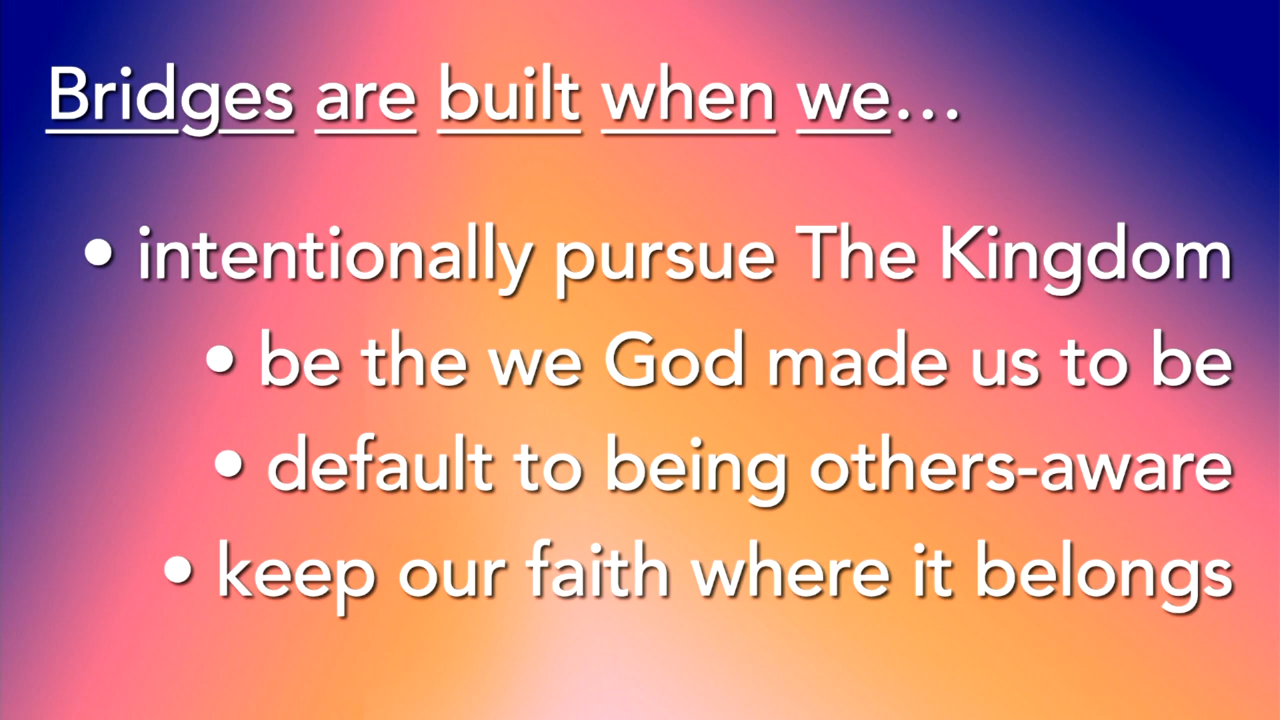 Bridges are built when we...
• intentionally pursue The Kingdom
• be the we God made us to be
• default to being others-aware
• keep our faith where it belongs